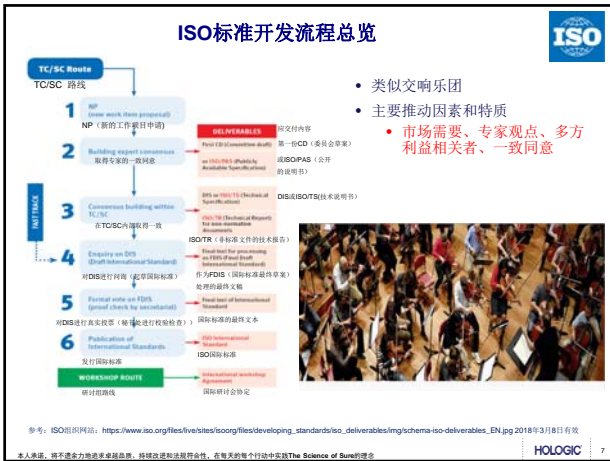 ISO标准开发流程总览
ISO
TC/SC Route
TC/SC 路线
• 类似交响乐团
• 主要推动因素和特质
• 市场需要、专家观点、多方
利益相关者、一致同意
1 NP
(new work item proposal)
NP（新的工作项目申请）
DELIVERABLES
应交付内容
2 Building expert consensus
取得专家的一致同意
First CD (Committee draft)
第一份CD（委员会草案）
or ISO/PAS (Publicly
Available Specification)
或ISO/PAS（公开
的说明书）
FAST TRACK
3 Consensus building within
TC/SC
在TC/SC内部取得一致
DIS or ISO/TS (Technical
Specification)
DIS或ISO/TS(技术说明书)
ISO/TR (Technical Report)
for non-normative
documents
ISO/TR（非标准文件的技术报告）
4 Enquiry on DIS
(Draft International Standard)
对DIS进行问询（起草国际标准）
Final text for processing
as FDIS (Final Draft
International Standard)
作为FDIS（国际标准最终草案）
处理的最终文稿
5 Formal vote on FDIS
(proof check by secretariat)
对DIS进行真实投票（秘书处进行校验检查））
Final text of International
Standard
国际标准的最终文本
6 Publication of
International Standards
发行国际标准
ISO International
Standard
ISO国际标准
WORKSHOP ROUTE
研讨组路线
International workshop
Agreement
国际研讨会协定
参考：ISO组织网站：https://www.iso.org/files/live/sites/isoorg/files/developing_standards/iso_deliverables/img/schema-iso-deliverables_EN.jpg 2018年3月8日有效
本人承诺，将不遗余力地追求卓越品质、持续改进和法规符合性，在每天的每个行动中实践The Science of Sure的理念
HOLOGIC
7